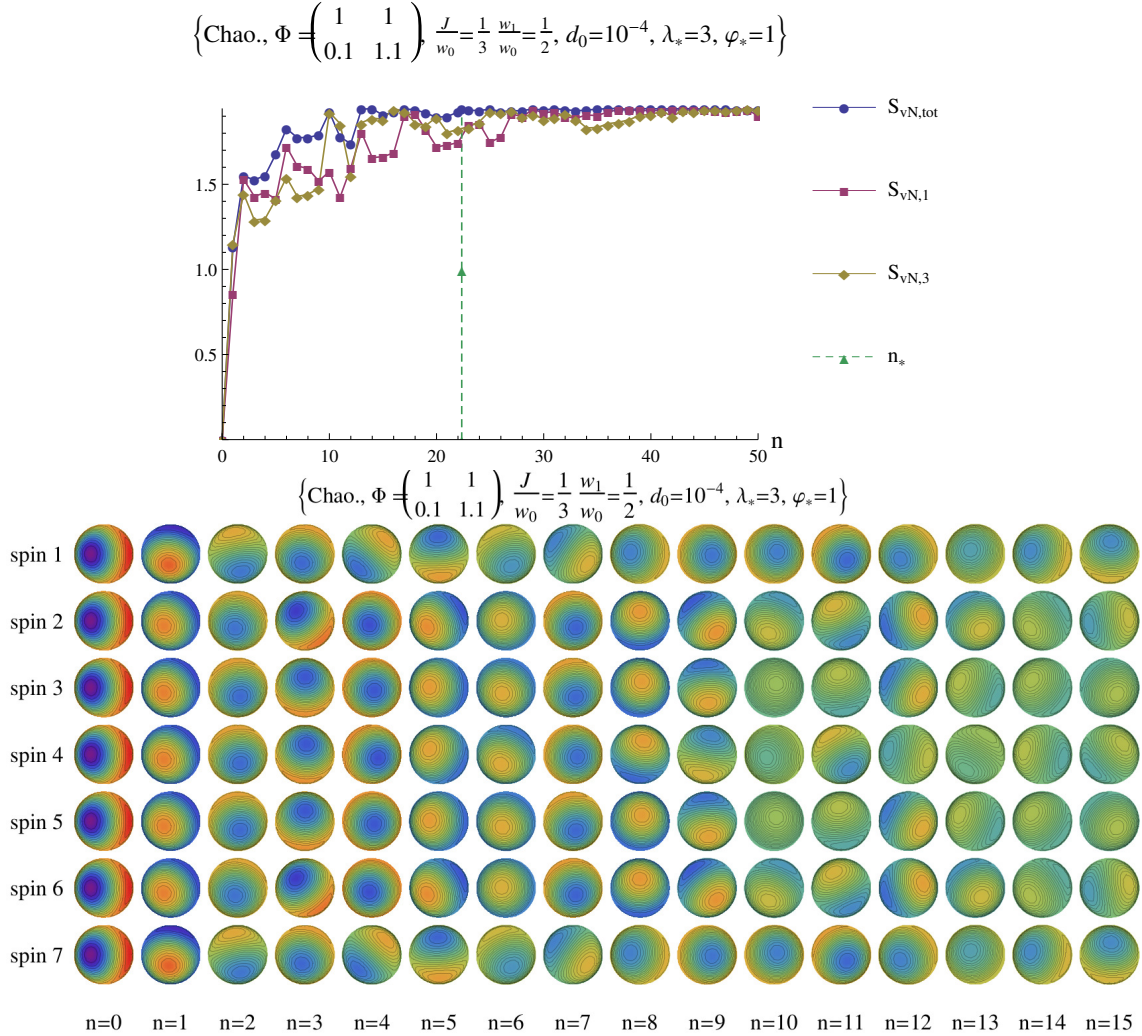 {Chao., Φ = (1 1 0.1 1.1), J/w₀=1/3 w₁/w₀=1/2, d₀=10⁻⁴, λ*=3, φ*=1}
S_vN,tot
S_vN,1
S_vN,3
n*
1.5
1.0
0.5
0 10 20 30 40 50
n
{Chao., Φ = (1 1 0.1 1.1), J/w₀=1/3 w₁/w₀=1/2, d₀=10⁻⁴, λ*=3, φ*=1}
spin 1
spin 2
spin 3
spin 4
spin 5
spin 6
spin 7
n=0 n=1 n=2 n=3 n=4 n=5 n=6 n=7 n=8 n=9 n=10 n=11 n=12 n=13 n=14 n=15